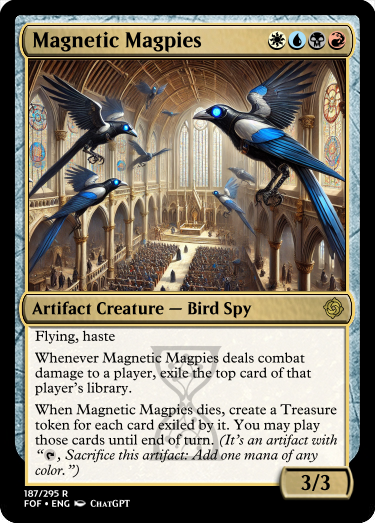 Magnetic Magpies
Artifact Creature — Bird Spy
Flying, haste
Whenever Magnetic Magpies deals combat
damage to a player, exile the top card of that
player's library.
When Magnetic Magpies dies, create a Treasure
token for each card exiled by it. You may play
those cards until end of turn. (It's an artifact with
“, Sacrifice this artifact: Add one mana of any
color.”)
3/3
187/295 R
FOF • ENG ChatGPT